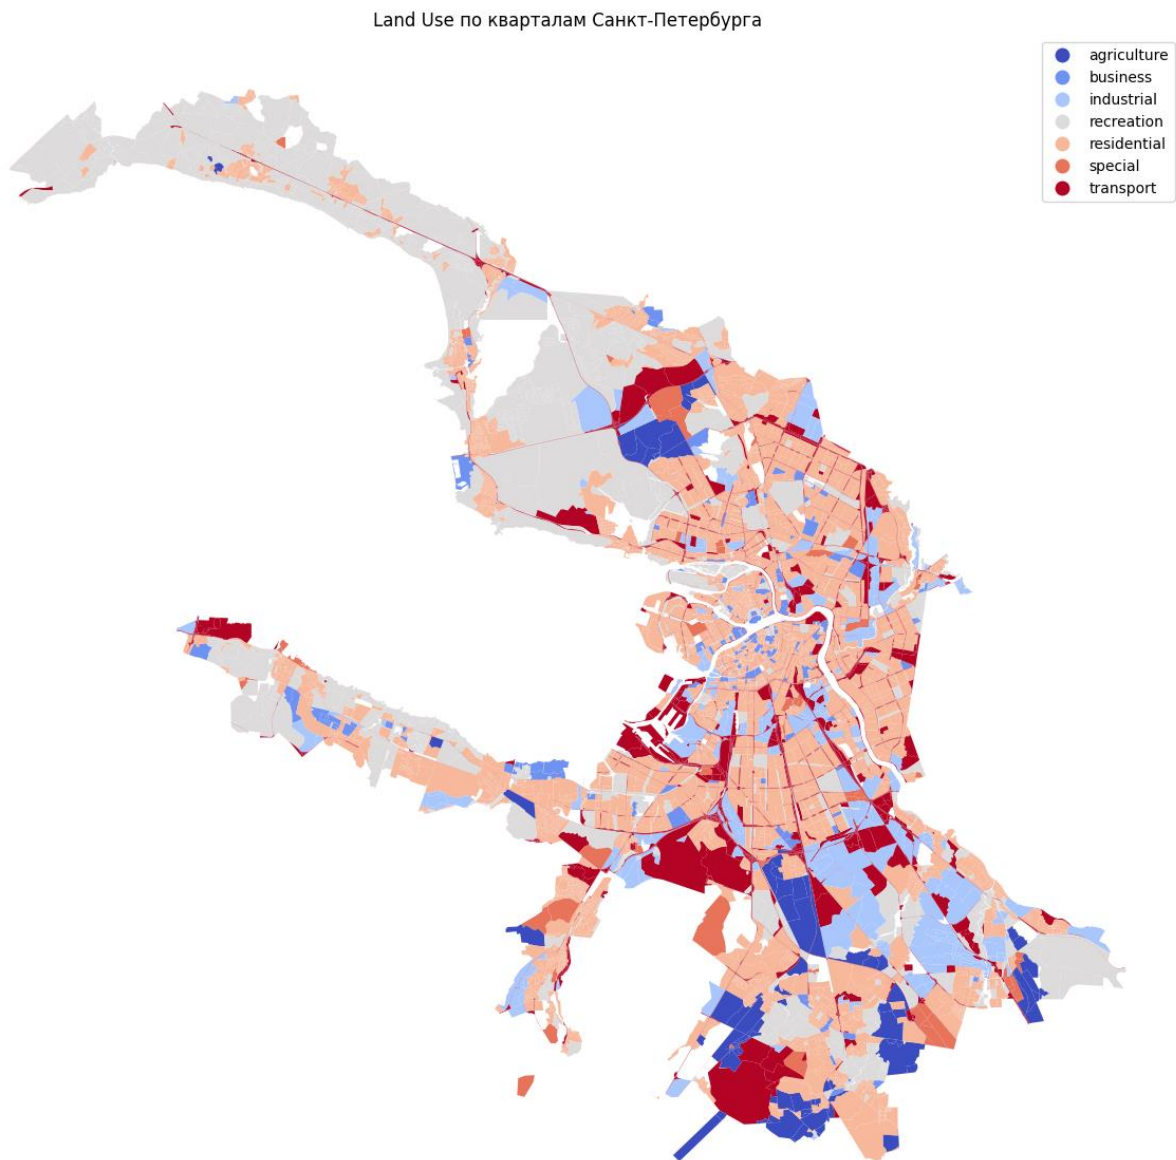 Land Use по кварталам Санкт-Петербурга
agriculture
business
industrial
recreation
residential
special
transport